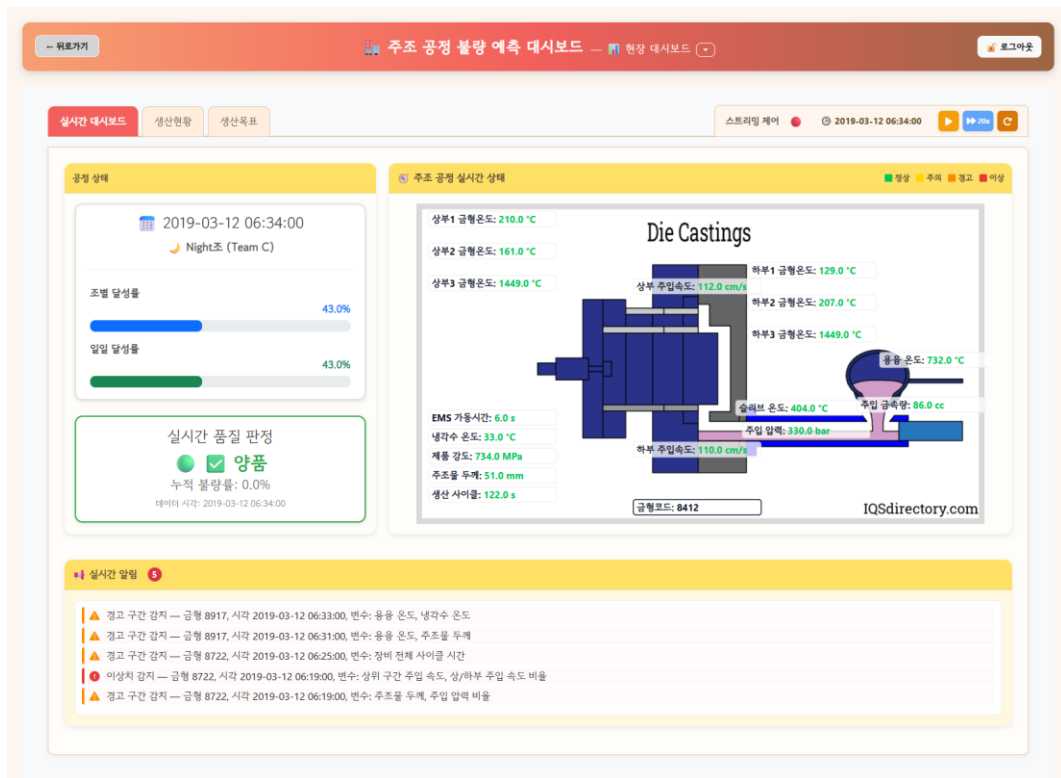 ← 뒤로가기
주조 공정 불량 예측 대시보드 — 현장 대시보드
로그아웃
실시간 대시보드
생산현황
생산목표
스트리밍 제어
2019-03-12 06:34:00
20x
공정 상태
2019-03-12 06:34:00
Night조 (Team C)
조별 달성률
43.0%
일일 달성률
43.0%
실시간 품질 판정
양품
누적 불량률: 0.0%
데이터 시각: 2019-03-12 06:34:00
주조 공정 실시간 상태
정상 주의 경고 이상
상부1 금형온도: 210.0 °C
상부2 금형온도: 161.0 °C
상부3 금형온도: 1449.0 °C
Die Castings
하부1 금형온도: 129.0 °C
상부 주입속도: 112.0 cm/s
하부2 금형온도: 207.0 °C
하부3 금형온도: 1449.0 °C
용융 온도: 732.0 °C
슬리브 온도: 404.0 °C
주입 금속량: 86.0 cc
주입 압력: 330.0 bar
하부 주입속도: 110.0 cm/s
EMS 가동시간: 6.0 s
냉각수 온도: 33.0 °C
제품 강도: 734.0 MPa
주조물 두께: 51.0 mm
생산 사이클: 122.0 s
금형코드: 8412
IQSdirectory.com
실시간 알림 5
경고 구간 감지 — 금형 8917, 시각 2019-03-12 06:33:00, 변수: 용융 온도, 냉각수 온도
경고 구간 감지 — 금형 8917, 시각 2019-03-12 06:31:00, 변수: 용융 온도, 주조물 두께
경고 구간 감지 — 금형 8722, 시각 2019-03-12 06:25:00, 변수: 장비 전체 사이클 시간
이상치 감지 — 금형 8722, 시각 2019-03-12 06:19:00, 변수: 상위 구간 주입 속도, 상/하부 주입 속도 비율
경고 구간 감지 — 금형 8722, 시각 2019-03-12 06:19:00, 변수: 주조물 두께, 주입 압력 비율